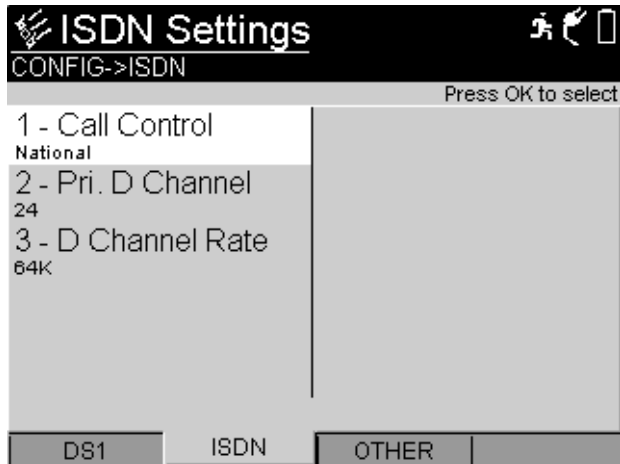 ISDN Settings
CONFIG->ISDN
Press OK to select
1 - Call Control
National
2 - Pri. D Channel
24
3 - D Channel Rate
64K
DS1
ISDN
OTHER